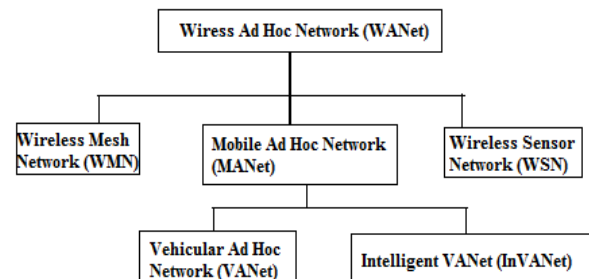 Wiress Ad Hoc Network (WANet)
Wireless Mesh
Network (WMN)
Mobile Ad Hoc Network
(MANet)
Wireless Sensor
Network (WSN)
Vehicular Ad Hoc
Network (VANet)
Intelligent VANet (InVANet)